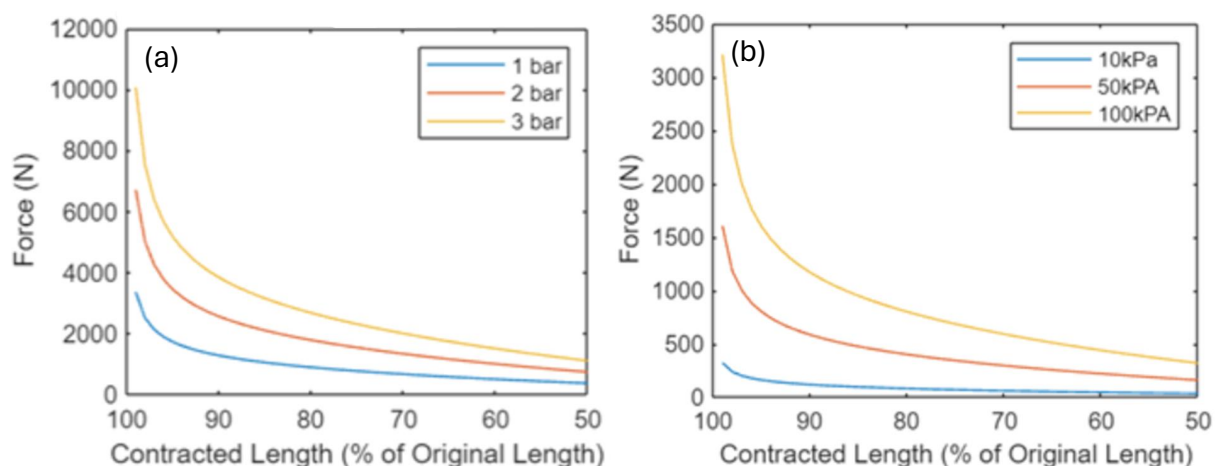 (a)
12000
10000
8000
6000
4000
2000
0
Force (N)
100 90 80 70 60 50
Contracted Length (% of Original Length)
1 bar
2 bar
3 bar
(b)
3500
3000
2500
2000
1500
1000
500
0
Force (N)
100 90 80 70 60 50
Contracted Length (% of Original Length)
10kPa
50kPA
100kPA